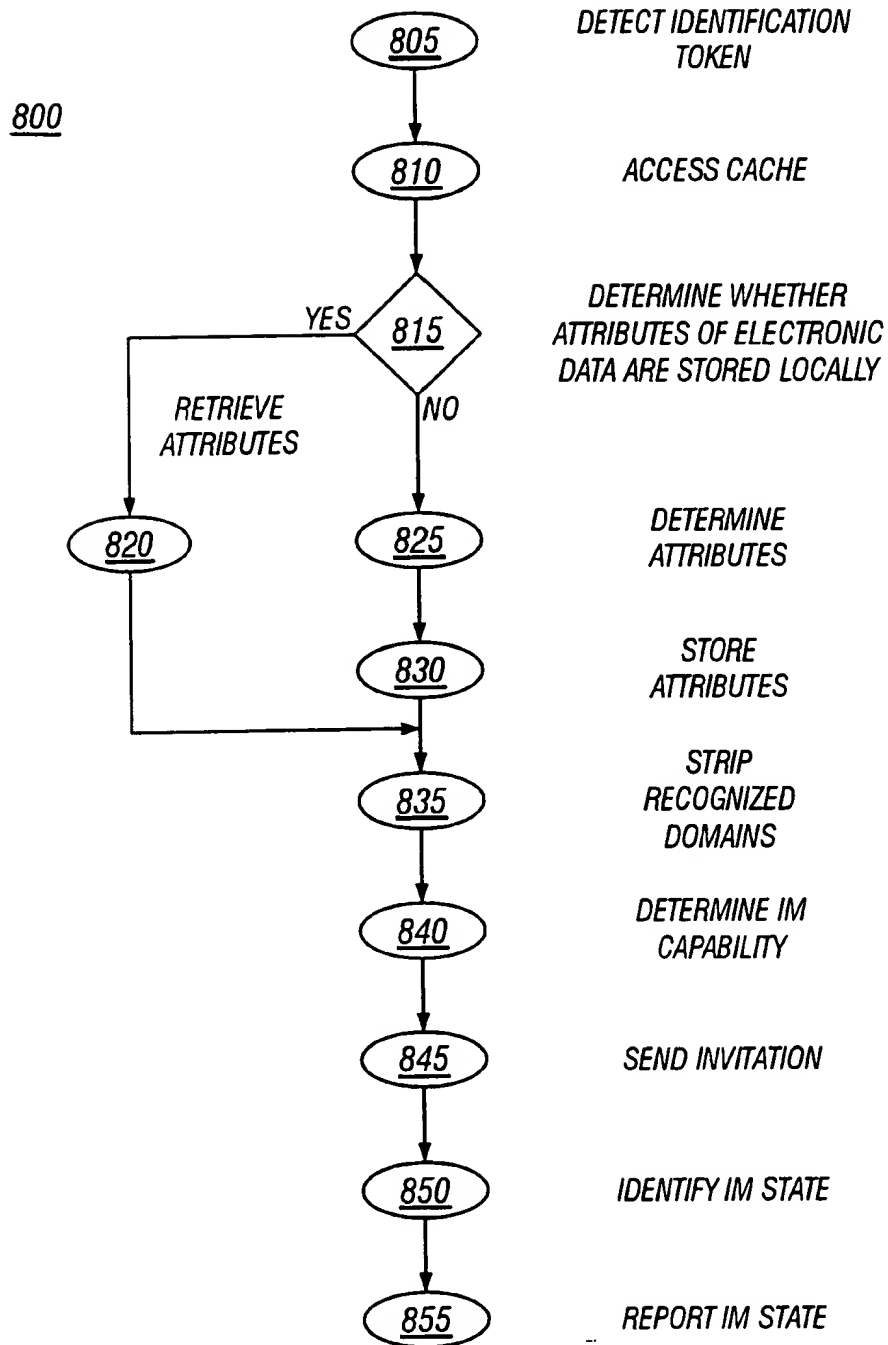 805
DETECT IDENTIFICATION
TOKEN
800
810
ACCESS CACHE
YES
815
DETERMINE WHETHER
ATTRIBUTES OF ELECTRONIC
DATA ARE STORED LOCALLY
RETRIEVE
ATTRIBUTES
NO
820
825
DETERMINE
ATTRIBUTES
830
STORE
ATTRIBUTES
835
STRIP
RECOGNIZED
DOMAINS
840
DETERMINE IM
CAPABILITY
845
SEND INVITATION
850
IDENTIFY IM STATE
855
REPORT IM STATE